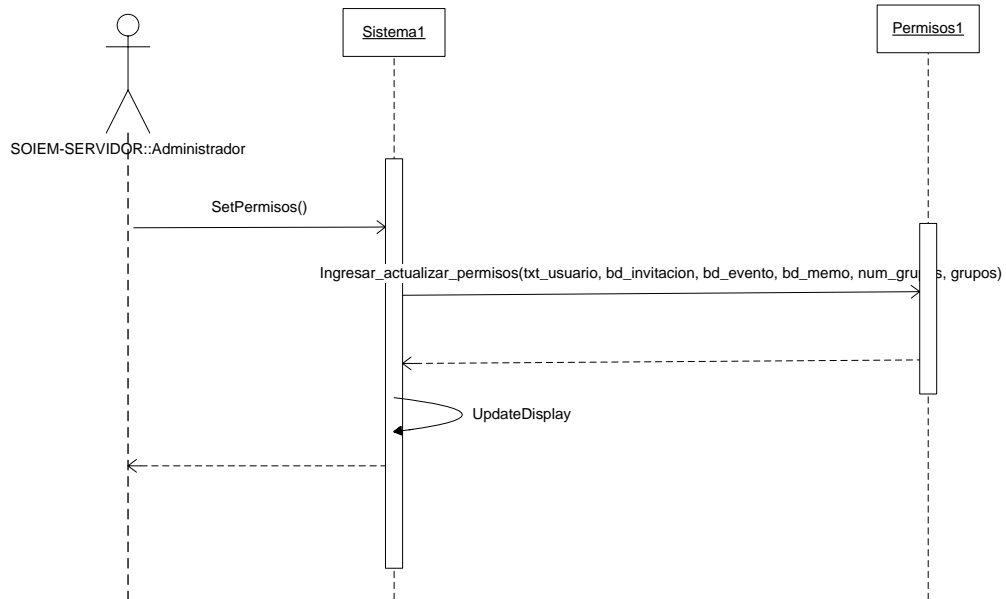 Sistema1
Permisos1
SOIEM-SERVIDOR::Administrador
SetPermisos()
Ingresar_actualizar_permisos(txt_usuario, bd_invitacion, bd_evento, bd_memo, num_grupos, grupos)
UpdateDisplay